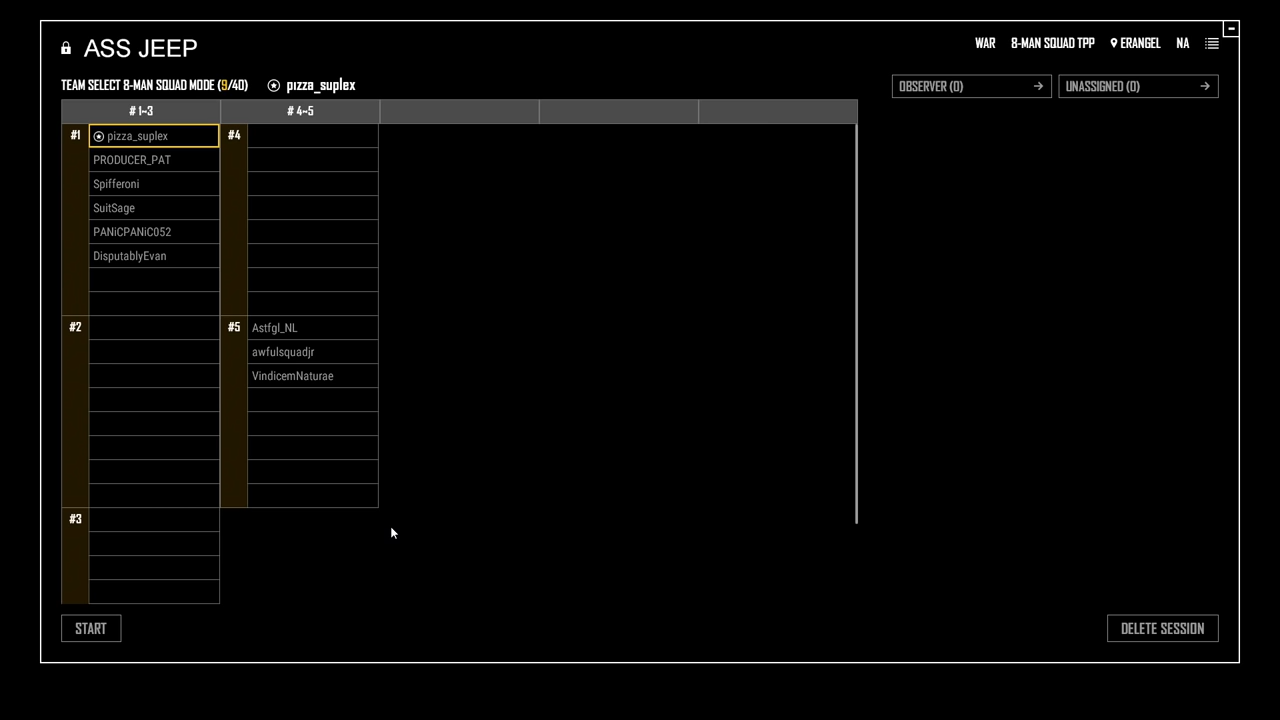 ASS JEEP
WAR 8-MAN SQUAD TPP ERANGEL NA
TEAM SELECT 8-MAN SQUAD MODE (9/40) pizza_suplex
OBSERVER (0) UNASSIGNED (0)
# 1~3 # 4~5
#1 pizza_suplex #4
PRODUCER_PAT
Spifferoni
SuitSage
PANiCPANiC052
DisputablyEvan
#2 #5 Astfgl_NL
awfulsquadjr
VindicemNaturae
#3
START DELETE SESSION